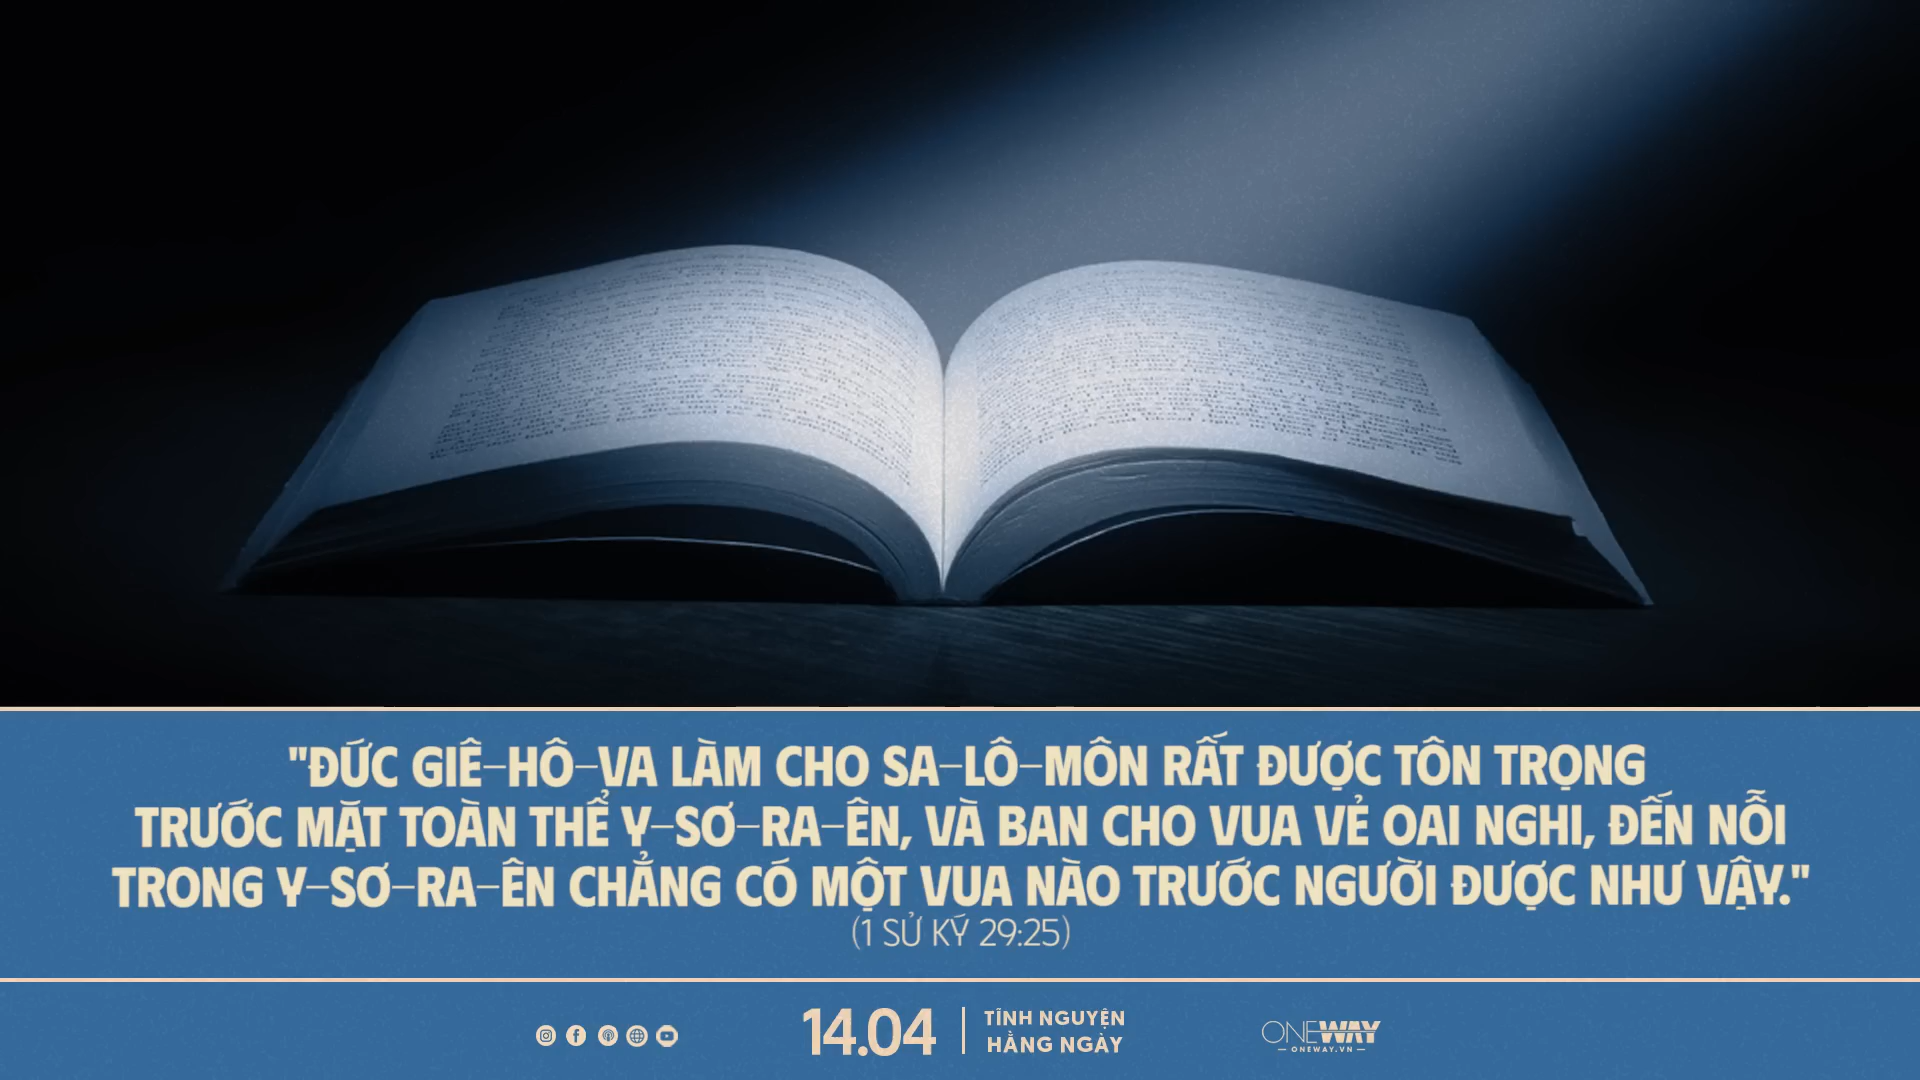 "ĐỨC GIÊ-HÔ-VA LÀM CHO SA-LÔ-MÔN RẤT ĐƯỢC TÔN TRỌNG
TRƯỚC MẶT TOÀN THỂ Y-SƠ-RA-ÊN, VÀ BAN CHO VUA VẺ OAI NGHI, ĐẾN NỖI
TRONG Y-SƠ-RA-ÊN CHẲNG CÓ MỘT VUA NÀO TRƯỚC NGƯỜI ĐƯỢC NHƯ VẬY."
(1 SỬ KÝ 29:25)
14.04
TĨNH NGUYỆN
HẰNG NGÀY
ONEWAY
ONEWAY.VN